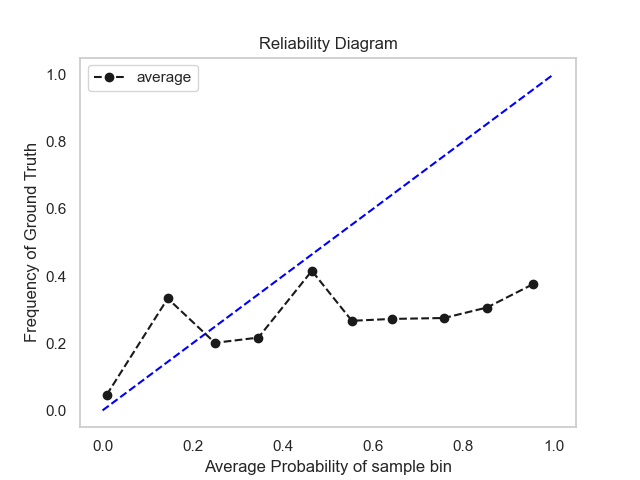 Reliability Diagram
average
Frequency of Ground Truth
1.0
0.8
0.6
0.4
0.2
0.0
0.0 0.2 0.4 0.6 0.8 1.0
Average Probability of sample bin